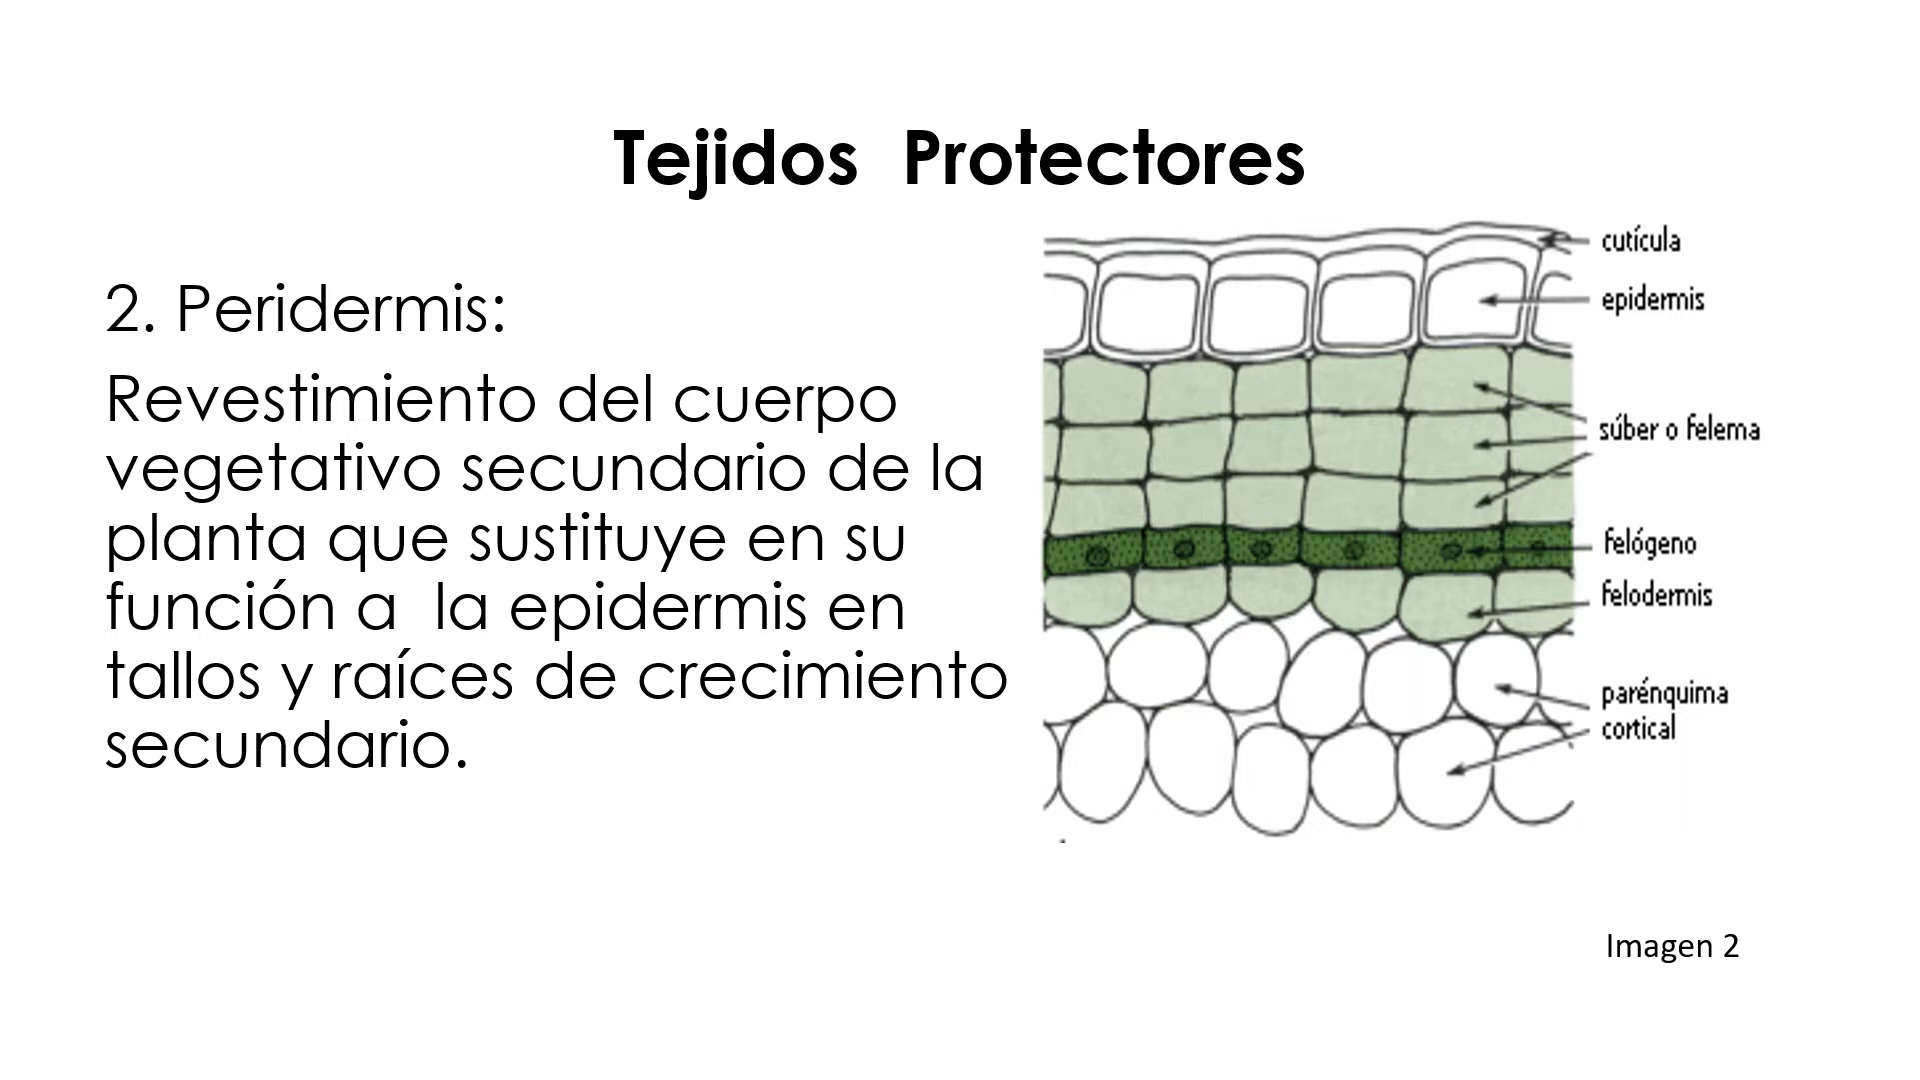 Tejidos  Protectores
2. Peridermis:
Revestimiento del cuerpo
vegetativo secundario de la
planta que sustituye en su
función a  la epidermis en
tallos y raíces de crecimiento
secundario.
cutícula
epidermis
súber o felema
felógeno
felodermis
parénquima
cortical
Imagen 2